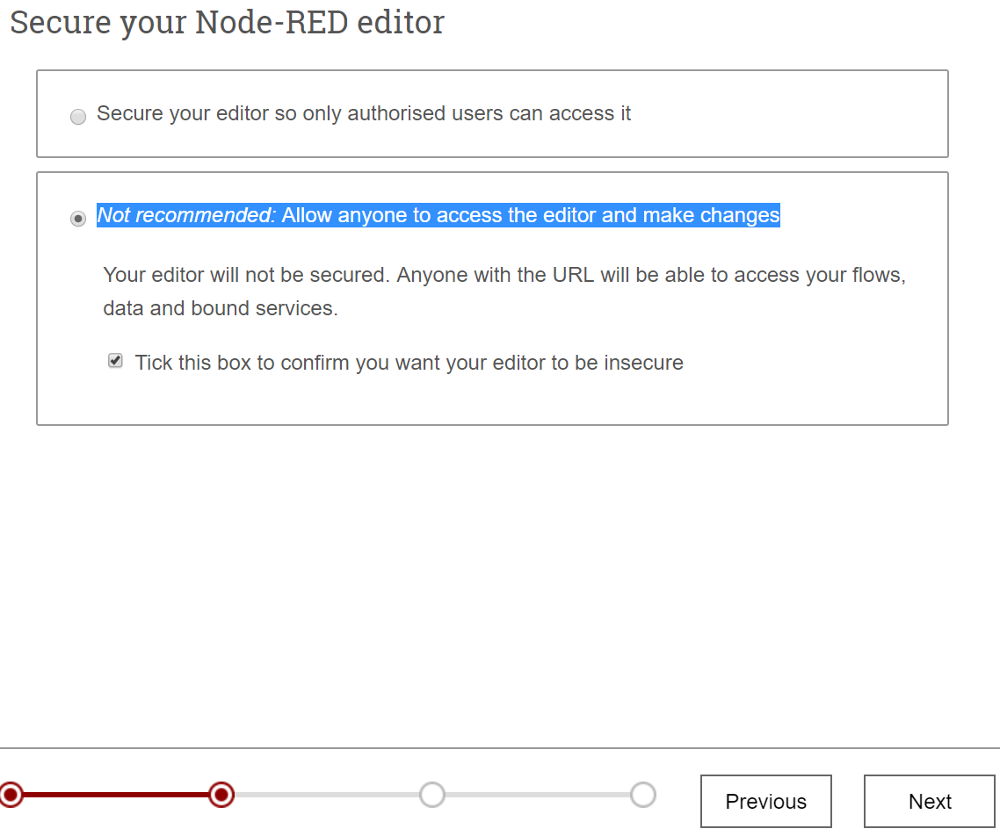 Secure your Node-RED editor
Secure your editor so only authorised users can access it
Not recommended: Allow anyone to access the editor and make changes
Your editor will not be secured. Anyone with the URL will be able to access your flows,
data and bound services.
Tick this box to confirm you want your editor to be insecure
Previous
Next